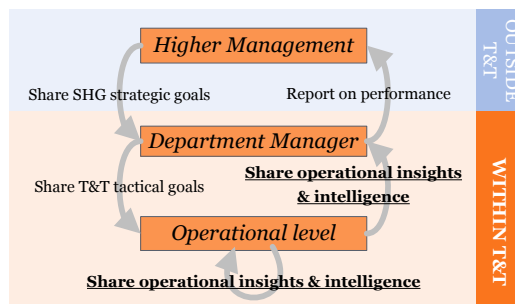 Higher Management
OUTSIDE
T&T
Share SHG strategic goals
Report on performance
Department Manager
Share T&T tactical goals
Share operational insights
& intelligence
WITHIN T&T
Operational level
Share operational insights & intelligence